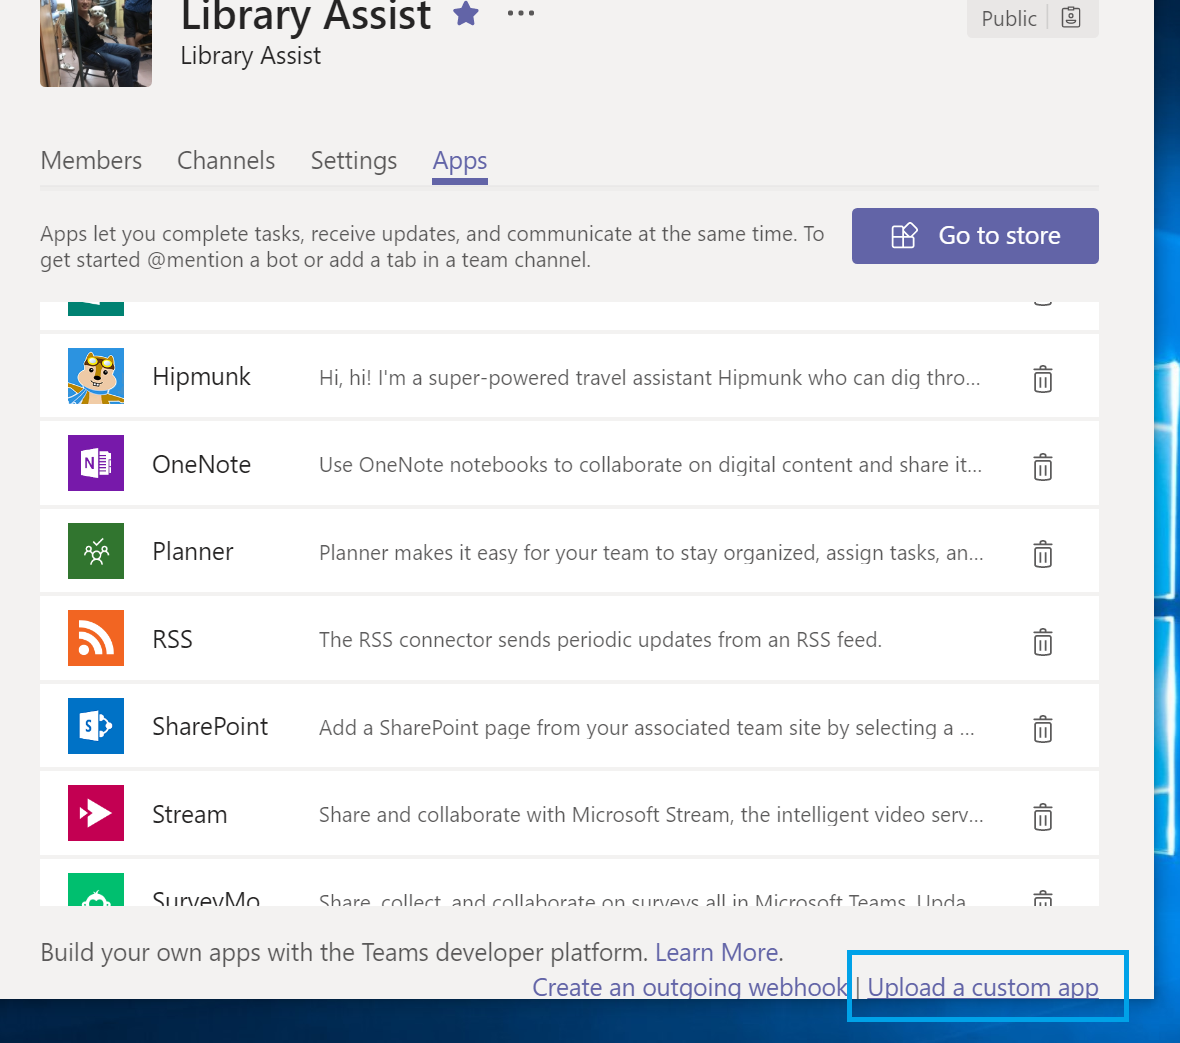 Library Assist
Public
Library Assist
Members Channels Settings Apps
Apps let you complete tasks, receive updates, and communicate at the same time. To
get started @mention a bot or add a tab in a team channel.
Go to store
Hipmunk Hi, hi! I'm a super-powered travel assistant Hipmunk who can dig thro...
N OneNote Use OneNote notebooks to collaborate on digital content and share it...
Planner Planner makes it easy for your team to stay organized, assign tasks, an...
RSS The RSS connector sends periodic updates from an RSS feed.
S SharePoint Add a SharePoint page from your associated team site by selecting a ...
Stream Share and collaborate with Microsoft Stream, the intelligent video serv...
SurveyMo Share, collect, and collaborate on surveys all in Microsoft Teams. Upda
Build your own apps with the Teams developer platform. Learn More.
Create an outgoing webhook | Upload a custom app